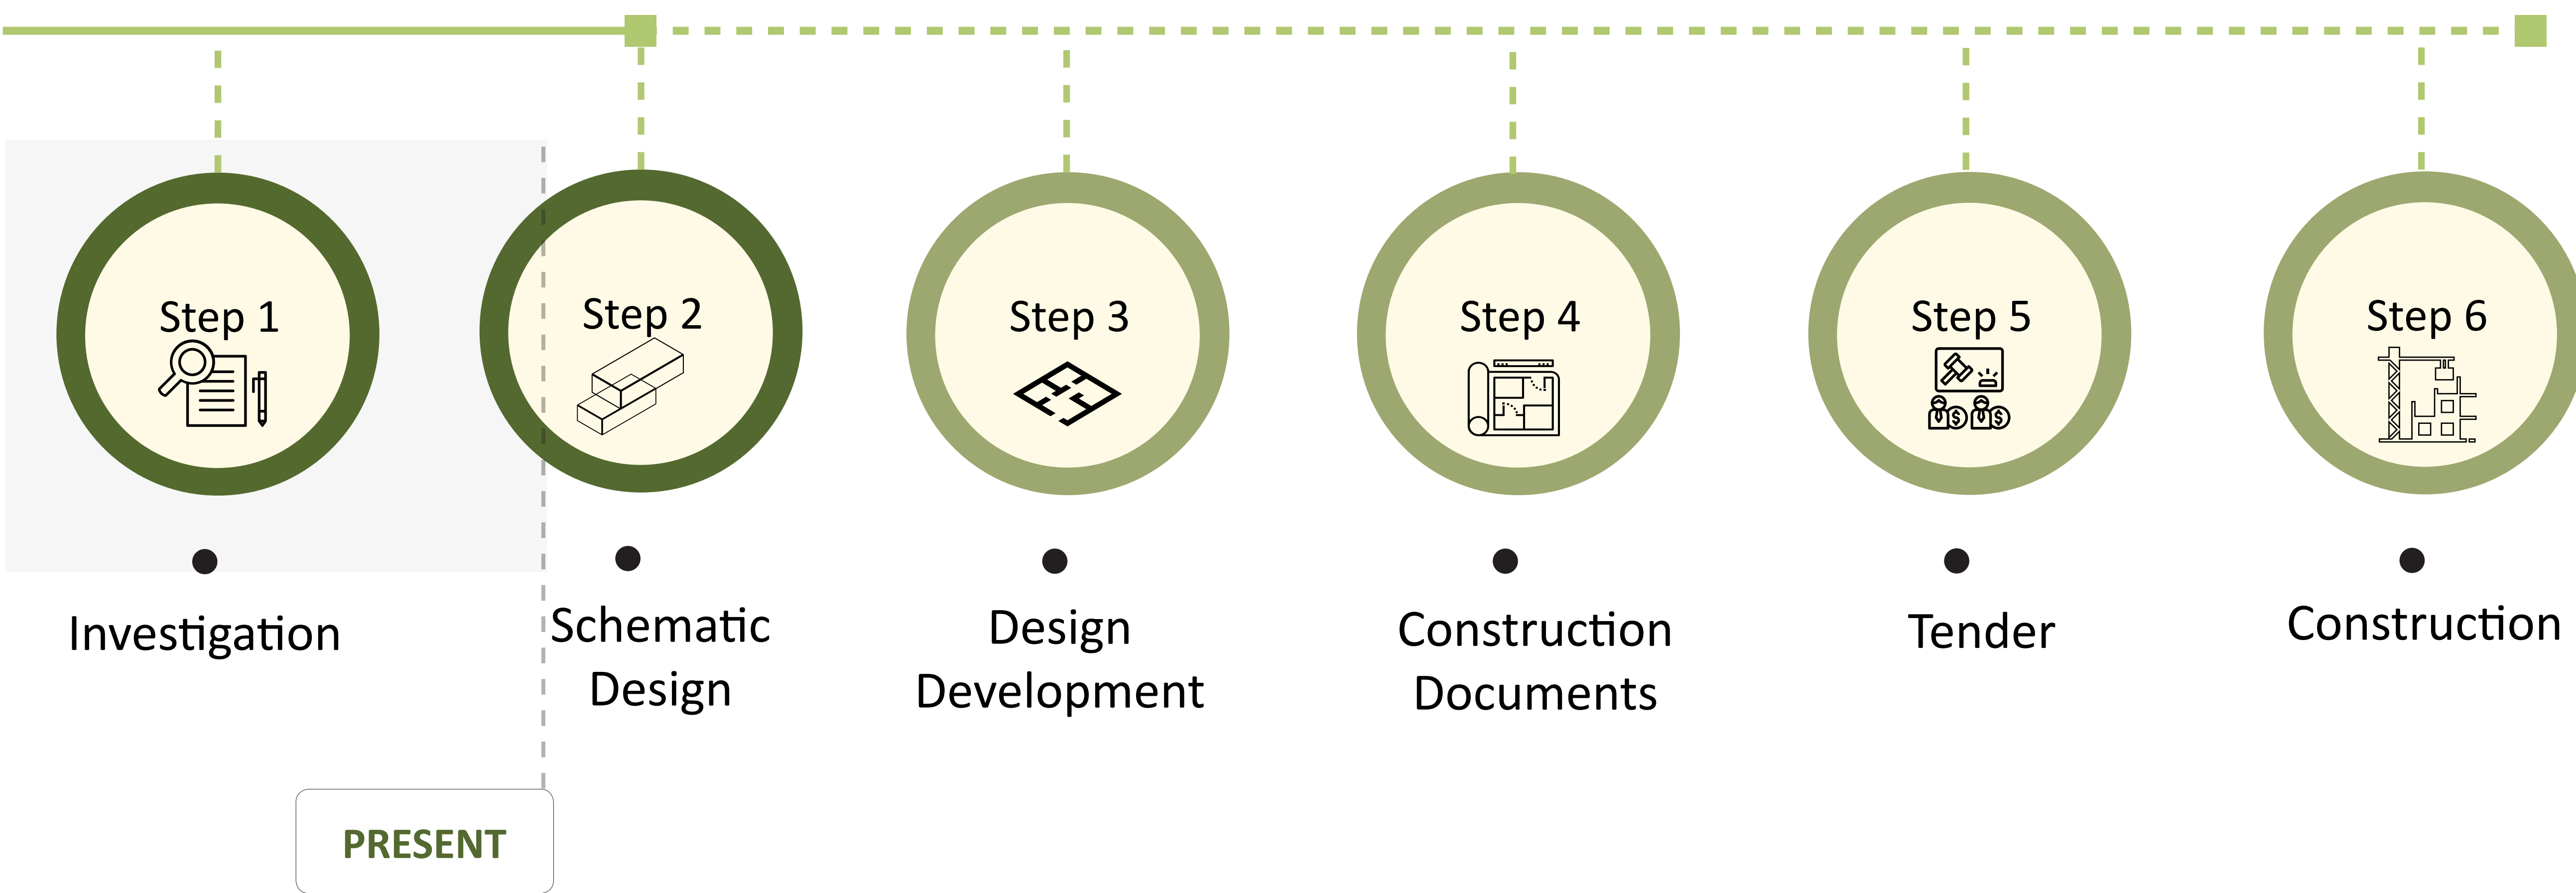 Step 1
Step 2
Step 3
Step 4
Step 5
Step 6
Investigation
Schematic
Design
Design
Development
Construction
Documents
Tender
Construction
PRESENT